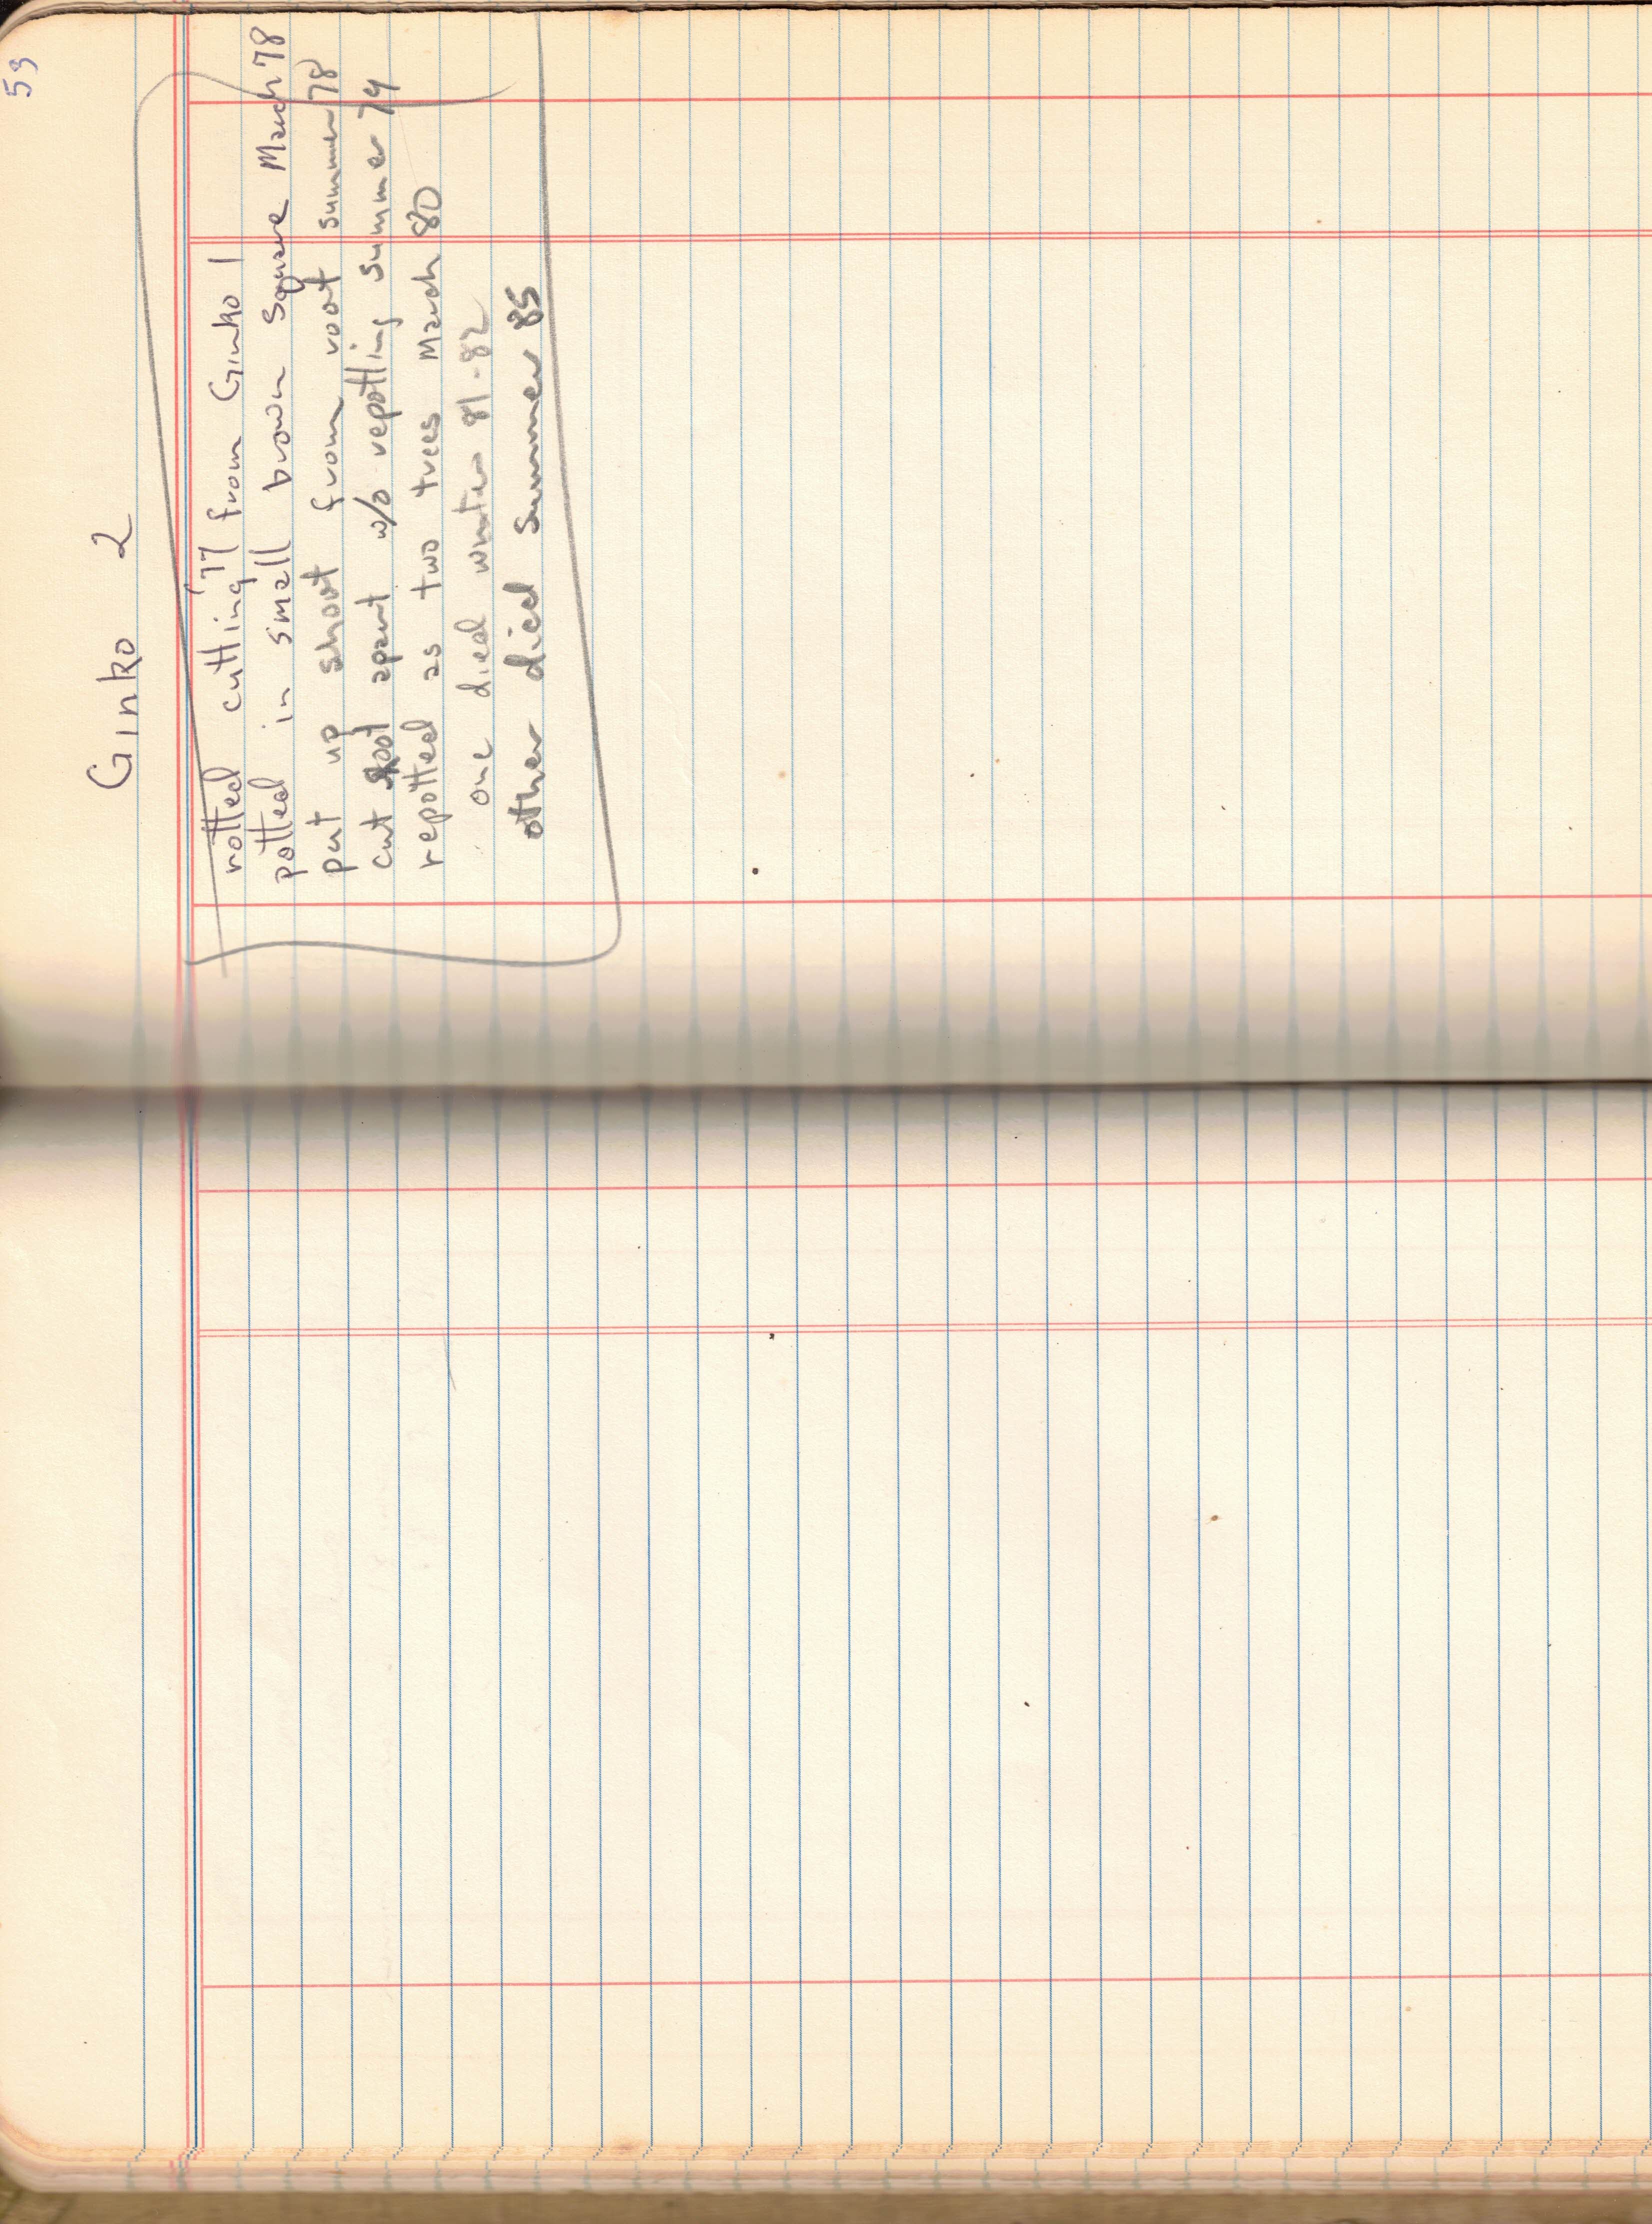 53
Ginko 2
rotted cutting '77 from Ginko 1
potted in small brown square March 78
put up shoot from root summer 78
cut root apart w/o repotting summer 79
repotted as two trees March 80
one died winter 81-82
other died summer 85